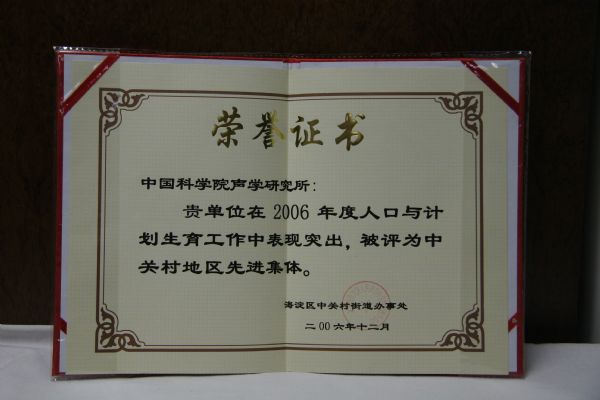 荣誉证书
中国科学院声学研究所：
贵单位在2006年度人口与计
划生育工作中表现突出，被评为中
关村地区先进集体。
海淀区中关村街道办事处
二00六年十二月